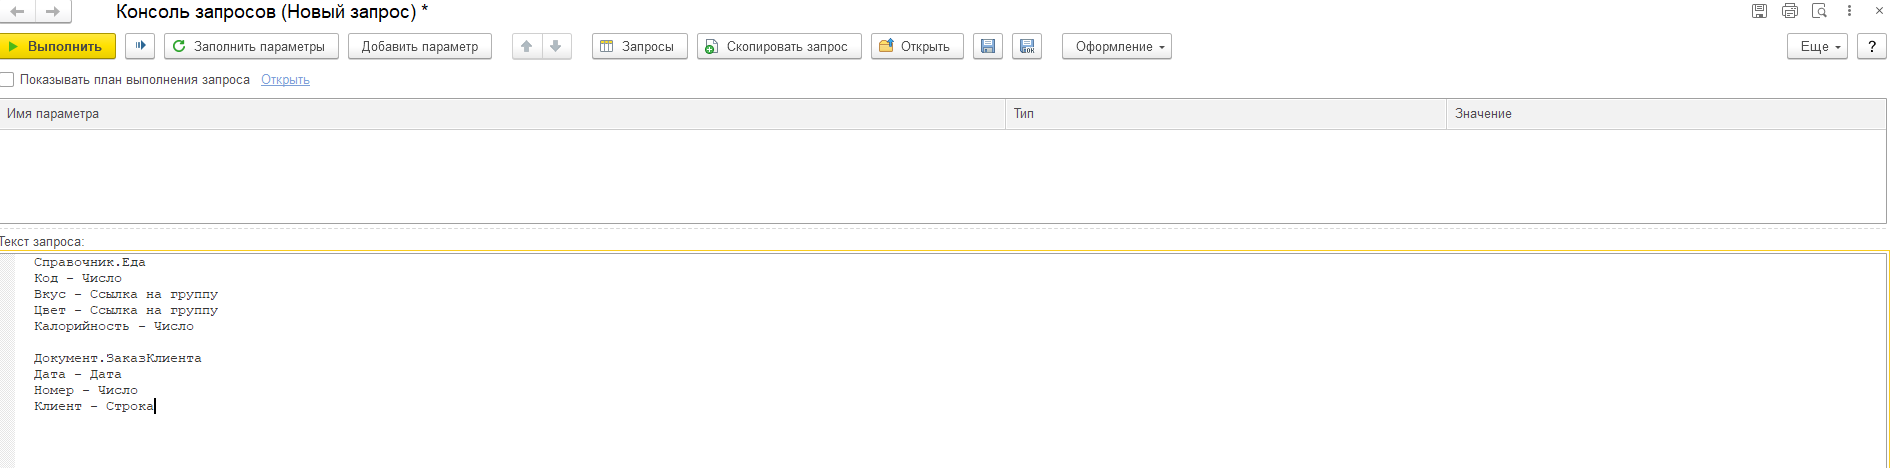 Консоль запросов (Новый запрос) *
Выполнить Заполнить параметры Добавить параметр Запросы Скопировать запрос Открыть Оформление Еще ?
Показывать план выполнения запроса Открыть
Имя параметра Тип Значение
Текст запроса:
Справочник.Еда
Код - Число
Вкус - Ссылка на группу
Цвет - Ссылка на группу
Калорийность - Число
Документ.ЗаказКлиента
Дата - Дата
Номер - Число
Клиент - Строка